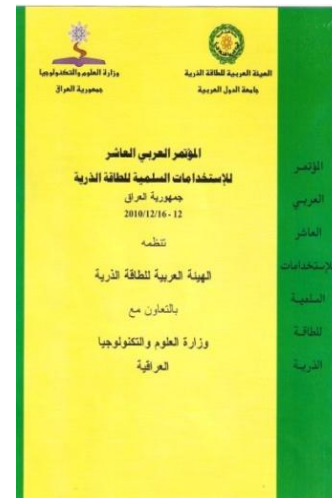 الهيئة العربية للطاقة الذرية
جامعة الدول العربية
وزارة العلوم والتكنولوجيا
جمهورية العراق
المؤتمر العربي العاشر
للإستخدامات السلمية للطاقة الذرية
جمهورية العراق
12 - 2010/12/16
تنظمه
الهيئة العربية للطاقة الذرية
بالتعاون مع
وزارة العلوم والتكنولوجيا
العراقية
المؤتمر
العربي
العاشر
للإستخدامات
السلمية
للطاقة
الذرية